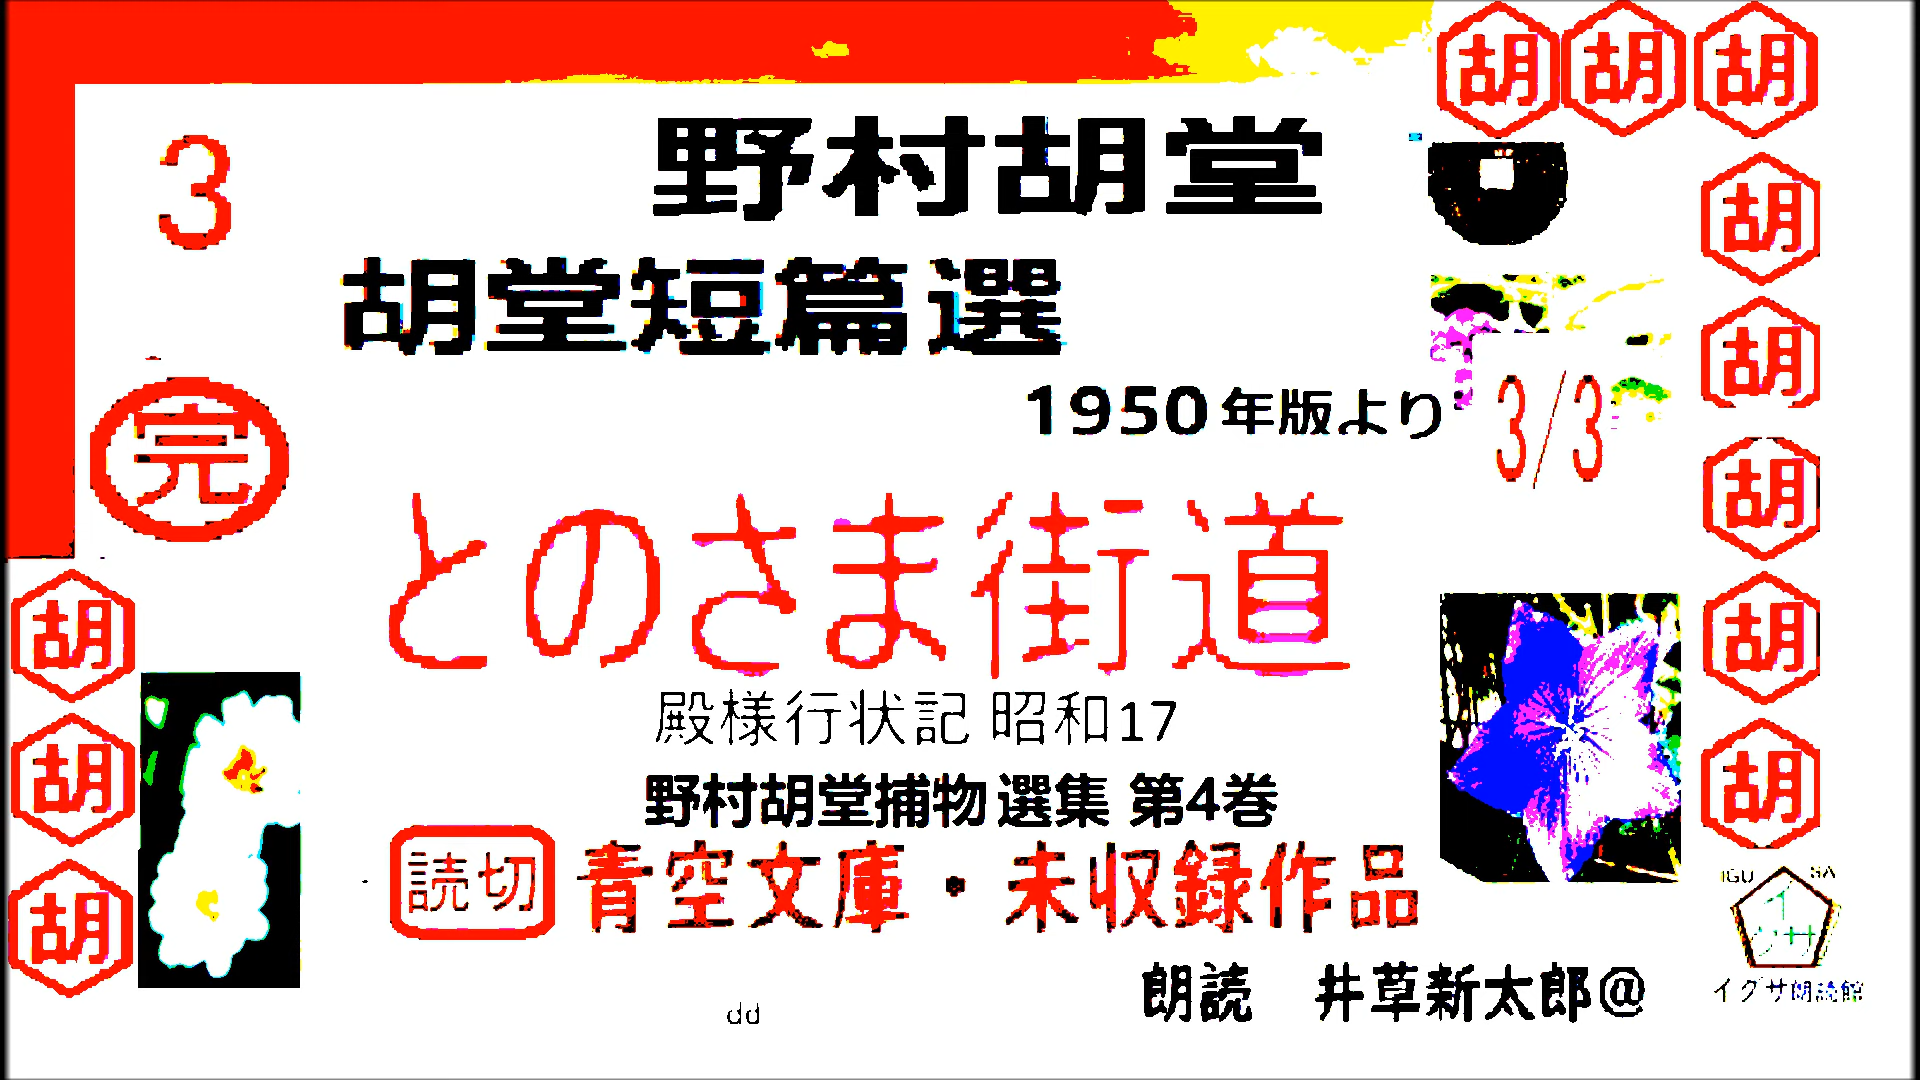 胡 胡 胡
3
野村胡堂
胡堂短篇選
胡
1950年版より
3/3
胡
完
とのさま街道
胡
胡
胡
殿様行状記 昭和17
胡
胡
野村胡堂捕物選集 第4巻
読切 青空文庫・未収録作品
胡
IGU SA
イグサ
朗読 井草新太郎@
イグサ朗読館
dd